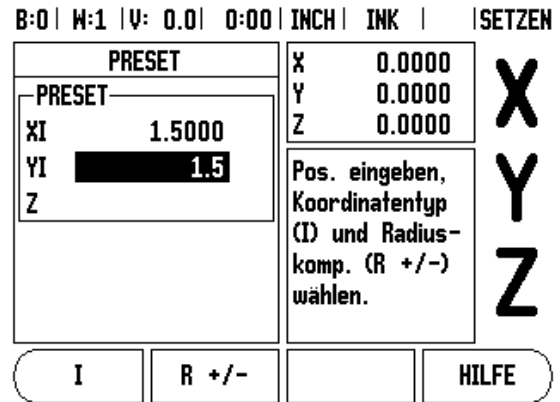 B:0 | W:1 | V: 0.0 | 0:00 | INCH | INK | | SETZEN
PRESET
PRESET
XI 1.5000
YI 1.5
Z
X 0.0000
Y 0.0000
Z 0.0000
Pos. eingeben,
Koordinatentyp
(I) und Radius-
komp. (R +/-)
wählen.
X
Y
Z
I
R +/-
HILFE